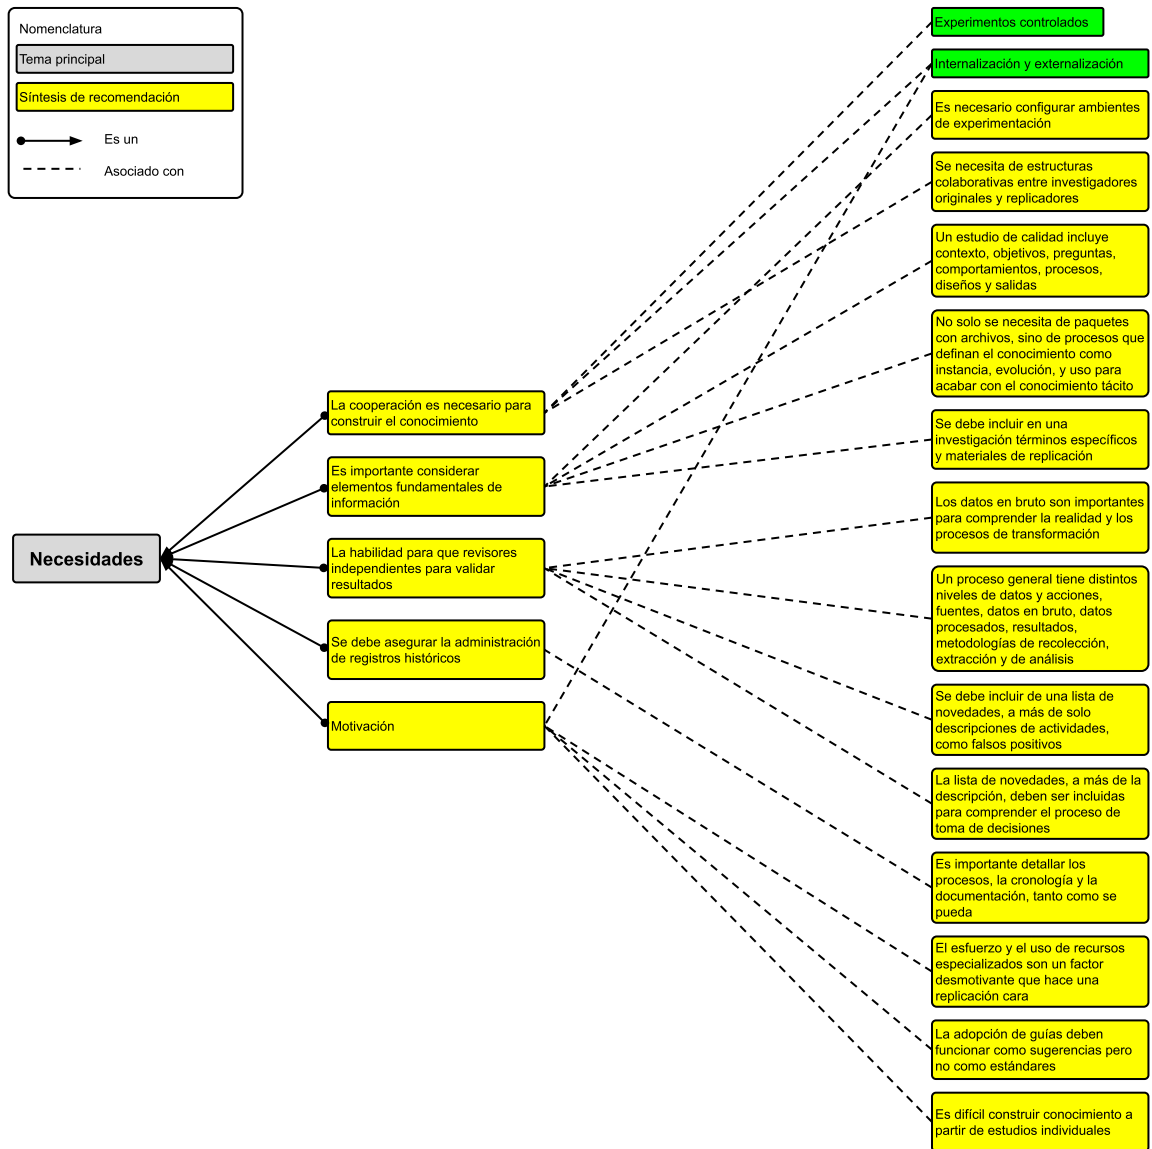 Nomenclatura
Tema principal
Síntesis de recomendación
Es un
Asociado con
Necesidades
La cooperación es necesario para
construir el conocimiento
Es importante considerar
elementos fundamentales de
información
La habilidad para que revisores
independientes para validar
resultados
Se debe asegurar la administración
de registros históricos
Motivación
Experimentos controlados
Internalización y externalización
Es necesario configurar ambientes
de experimentación
Se necesita de estructuras
colaborativas entre investigadores
originales y replicadores
Un estudio de calidad incluye
contexto, objetivos, preguntas,
comportamientos, procesos,
diseños y salidas
No solo se necesita de paquetes
con archivos, sino de procesos que
definan el conocimiento como
instancia, evolución, y uso para
acabar con el conocimiento tácito
Se debe incluir en una
investigación términos específicos
y materiales de replicación
Los datos en bruto son importantes
para comprender la realidad y los
procesos de transformación
Un proceso general tiene distintos
niveles de datos y acciones,
fuentes, datos en bruto, datos
procesados, resultados,
metodologías de recolección,
extracción y de análisis
Se debe incluir de una lista de
novedades, a más de solo
descripciones de actividades,
como falsos positivos
La lista de novedades, a más de la
descripción, deben ser incluidas
para comprender el proceso de
toma de decisiones
Es importante detallar los
procesos, la cronología y la
documentación, tanto como se
pueda
El esfuerzo y el uso de recursos
especializados son un factor
desmotivante que hace una
replicación cara
La adopción de guías deben
funcionar como sugerencias pero
no como estándares
Es difícil construir conocimiento a
partir de estudios individuales